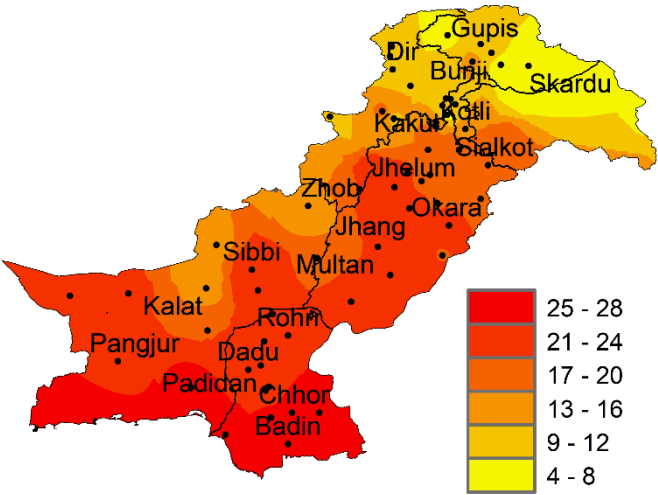 Gupis
Dir
Bunji
Skardu
Kotli
Kakul
Sialkot
Jhelum
Zhob
Okara
Jhang
Sibbi
Multan
Kalat
Rohri
Pangjur
Dadu
Padidan
Chhor
Badin
25 - 28
21 - 24
17 - 20
13 - 16
9 - 12
4 - 8